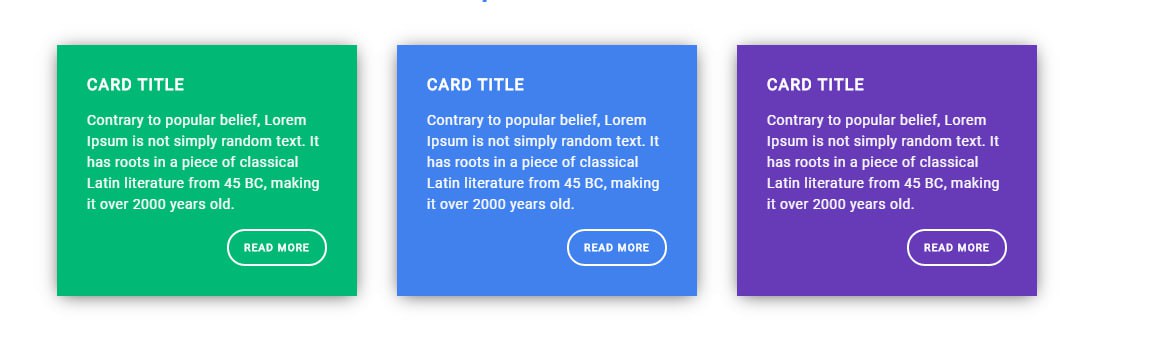 CARD TITLE
Contrary to popular belief, Lorem
Ipsum is not simply random text. It
has roots in a piece of classical
Latin literature from 45 BC, making
it over 2000 years old.
READ MORE
CARD TITLE
Contrary to popular belief, Lorem
Ipsum is not simply random text. It
has roots in a piece of classical
Latin literature from 45 BC, making
it over 2000 years old.
READ MORE
CARD TITLE
Contrary to popular belief, Lorem
Ipsum is not simply random text. It
has roots in a piece of classical
Latin literature from 45 BC, making
it over 2000 years old.
READ MORE